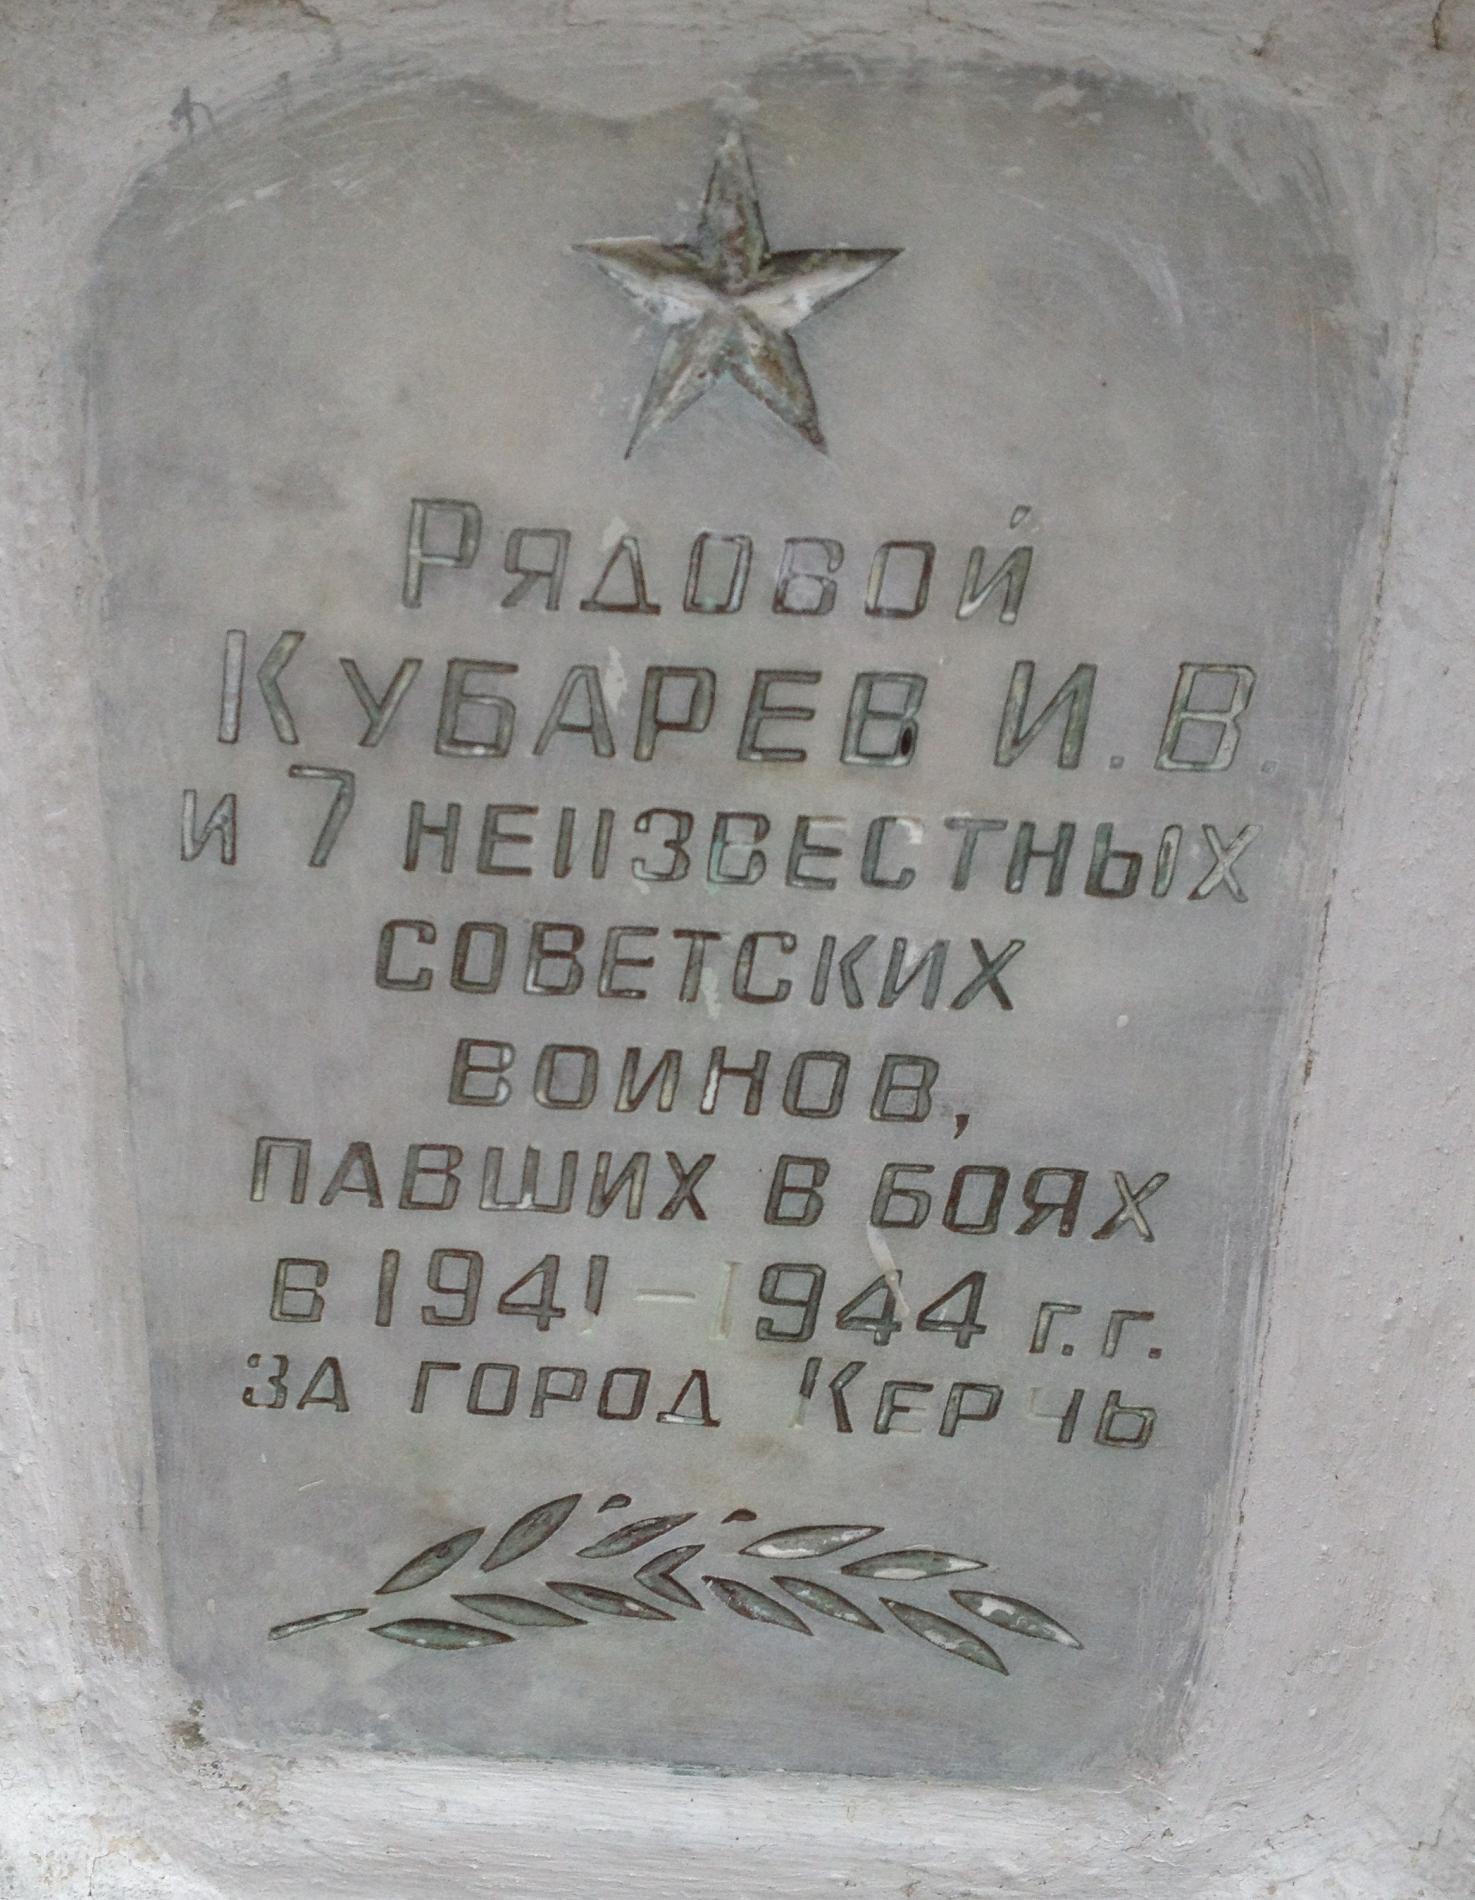 Рядовой
Кубарев И.В.
и 7 неизвестных
советских
воинов,
павших в боях
в 1941-1944 г.г.
за город Керчь